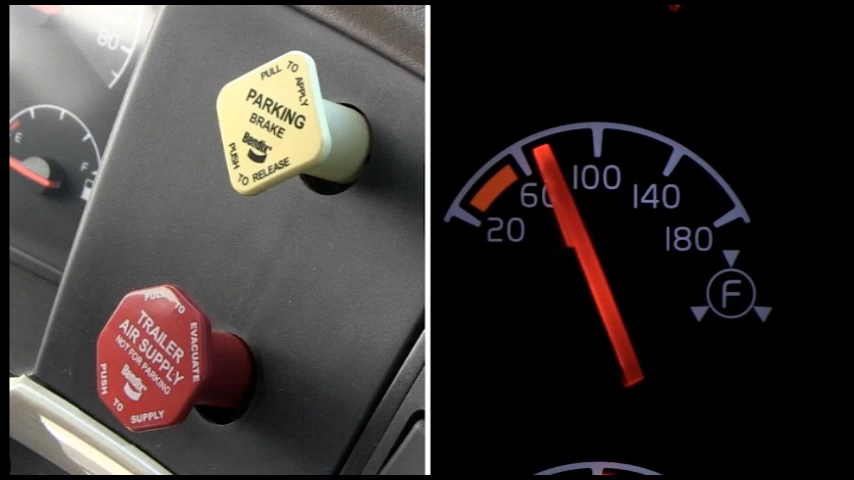 80
E
F
PULL TO APPLY
PARKING
BRAKE
Bendix
PUSH TO RELEASE
PULL TO EVACUATE
TRAILER
AIR SUPPLY
NOT FOR PARKING
Bendix
PUSH TO SUPPLY
20
60
100
140
180
F